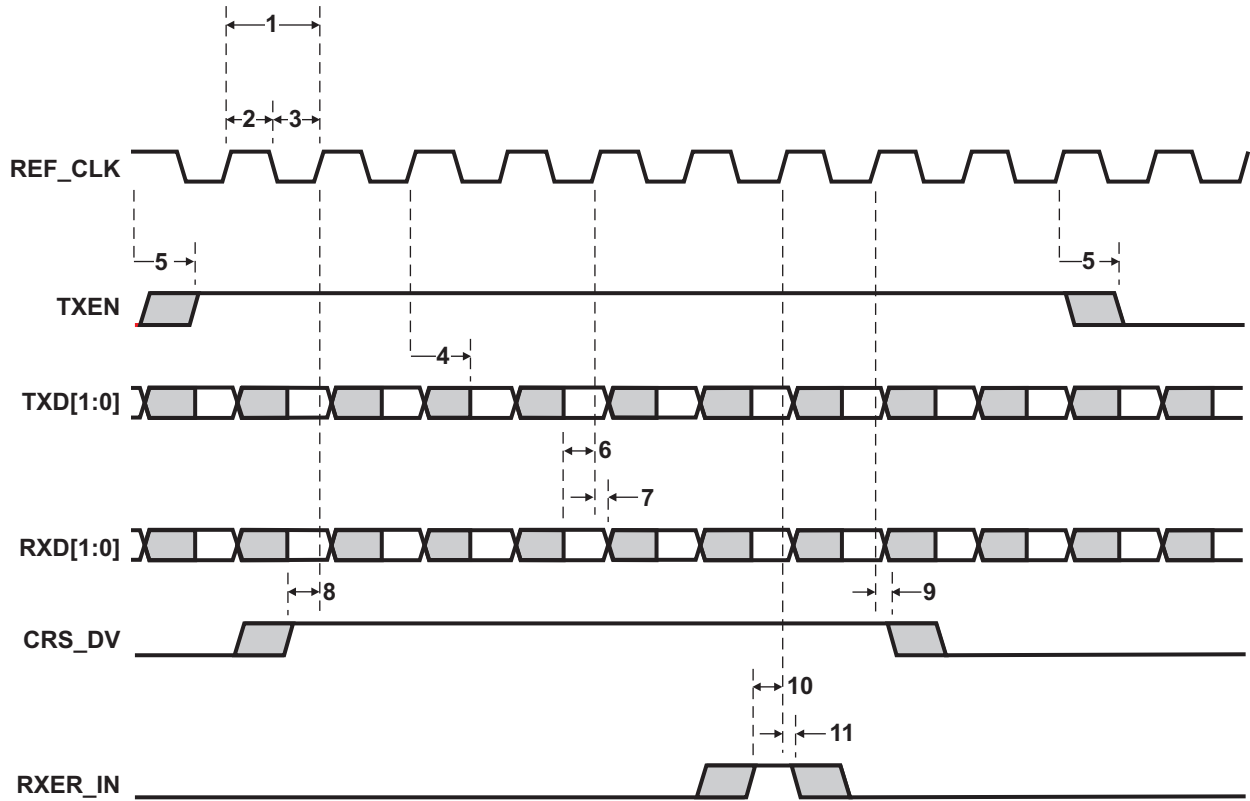 1
2
3
REF_CLK
5
5
TXEN
4
TXD[1:0]
6
7
RXD[1:0]
8
9
CRS_DV
10
11
RXER_IN